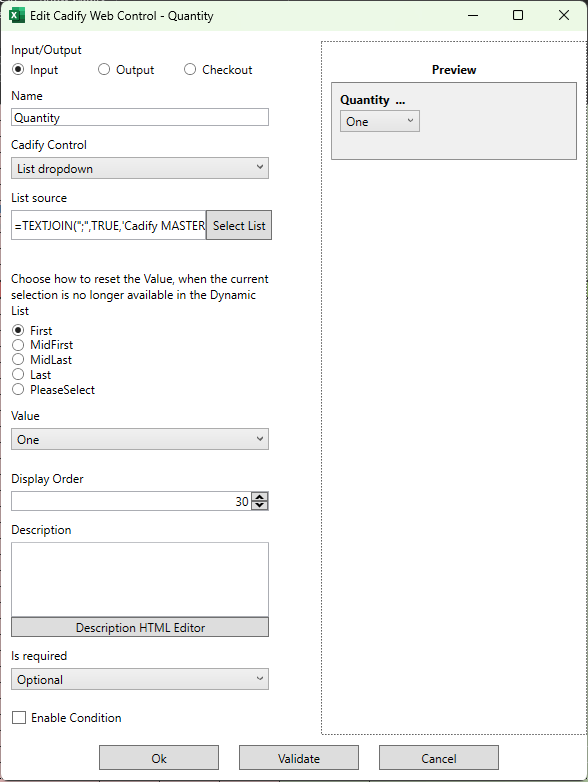 Edit Cadify Web Control - Quantity
Input/Output
Input Output Checkout
Name
Quantity
Cadify Control
List dropdown
List source
=TEXTJOIN(";",TRUE,'Cadify MASTER Select List
Choose how to reset the Value, when the current
selection is no longer available in the Dynamic
List
First
MidFirst
MidLast
Last
PleaseSelect
Value
One
Display Order
30
Description
Description HTML Editor
Is required
Optional
Enable Condition
Preview
Quantity ...
One
Ok Validate Cancel